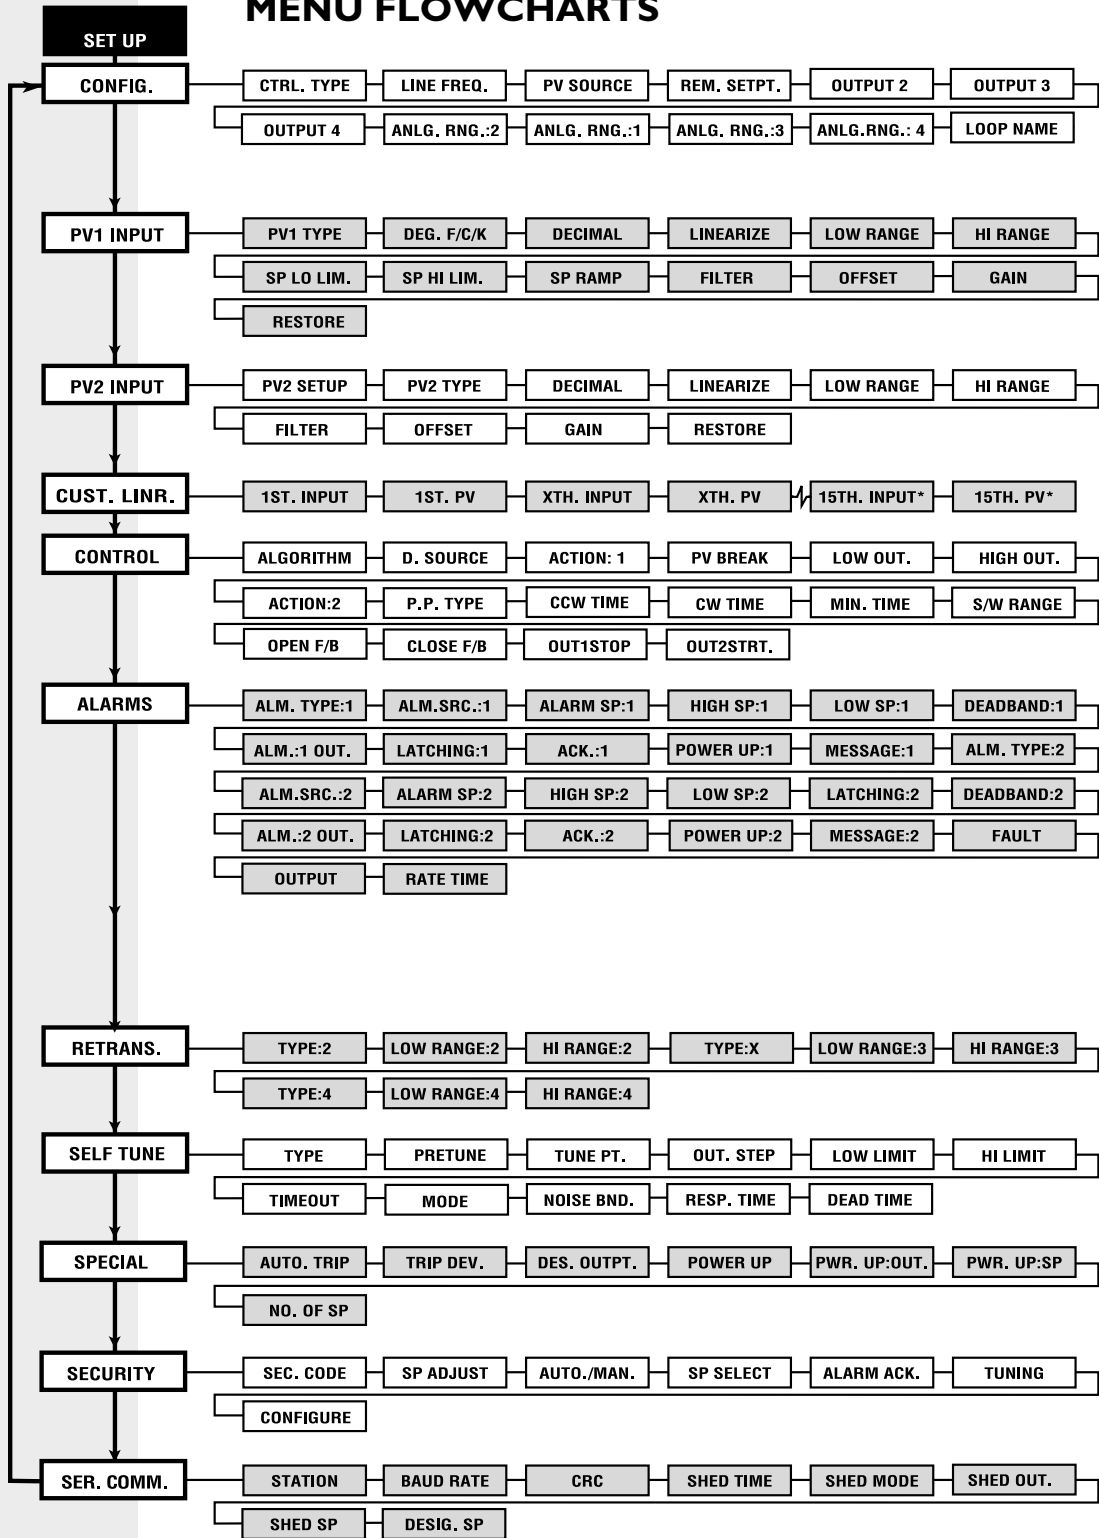 MENU FLOWCHARTS
SET UP
CONFIG. CTRL. TYPE LINE FREQ. PV SOURCE REM. SETPT. OUTPUT 2 OUTPUT 3
OUTPUT 4 ANLG. RNG.:2 ANLG. RNG.:1 ANLG. RNG.:3 ANLG.RNG.: 4 LOOP NAME
PV1 INPUT PV1 TYPE DEG. F/C/K DECIMAL LINEARIZE LOW RANGE HI RANGE
SP LO LIM. SP HI LIM. SP RAMP FILTER OFFSET GAIN
RESTORE
PV2 INPUT PV2 SETUP PV2 TYPE DECIMAL LINEARIZE LOW RANGE HI RANGE
FILTER OFFSET GAIN RESTORE
CUST. LINR. 1ST. INPUT 1ST. PV XTH. INPUT XTH. PV 15TH. INPUT* 15TH. PV*
CONTROL ALGORITHM D. SOURCE ACTION: 1 PV BREAK LOW OUT. HIGH OUT.
ACTION:2 P.P. TYPE CCW TIME CW TIME MIN. TIME S/W RANGE
OPEN F/B CLOSE F/B OUT1STOP OUT2STRT.
ALARMS ALM. TYPE:1 ALM.SRC.:1 ALARM SP:1 HIGH SP:1 LOW SP:1 DEADBAND:1
ALM.:1 OUT. LATCHING:1 ACK.:1 POWER UP:1 MESSAGE:1 ALM. TYPE:2
ALM.SRC.:2 ALARM SP:2 HIGH SP:2 LOW SP:2 LATCHING:2 DEADBAND:2
ALM.:2 OUT. LATCHING:2 ACK.:2 POWER UP:2 MESSAGE:2 FAULT
OUTPUT RATE TIME
RETRANS. TYPE:2 LOW RANGE:2 HI RANGE:2 TYPE:X LOW RANGE:3 HI RANGE:3
TYPE:4 LOW RANGE:4 HI RANGE:4
SELF TUNE TYPE PRETUNE TUNE PT. OUT. STEP LOW LIMIT HI LIMIT
TIMEOUT MODE NOISE BND. RESP. TIME DEAD TIME
SPECIAL AUTO. TRIP TRIP DEV. DES. OUTPT. POWER UP PWR. UP:OUT. PWR. UP:SP
NO. OF SP
SECURITY SEC. CODE SP ADJUST AUTO./MAN. SP SELECT ALARM ACK. TUNING
CONFIGURE
SER. COMM. STATION BAUD RATE CRC SHED TIME SHED MODE SHED OUT.
SHED SP DESIG. SP